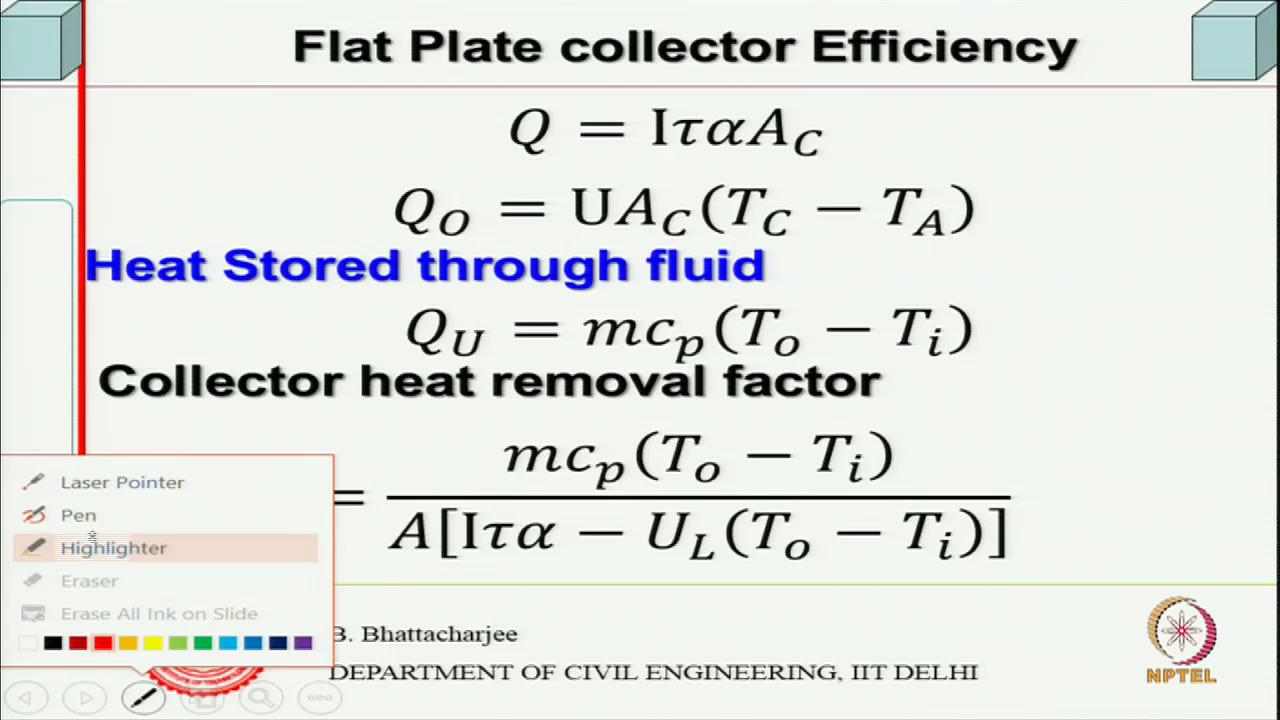 Flat Plate collector Efficiency
Q = IταA_C
Q_O = UA_C(T_C − T_A)
Heat Stored through fluid
Q_U = mc_p(T_o − T_i)
Collector heat removal factor
= mc_p(T_o − T_i) / A[Iτα − U_L(T_o − T_i)]
Laser Pointer
Pen
Highlighter
Eraser
Erase All Ink on Slide
B. Bhattacharjee
DEPARTMENT OF CIVIL ENGINEERING, IIT DELHI
NPTEL